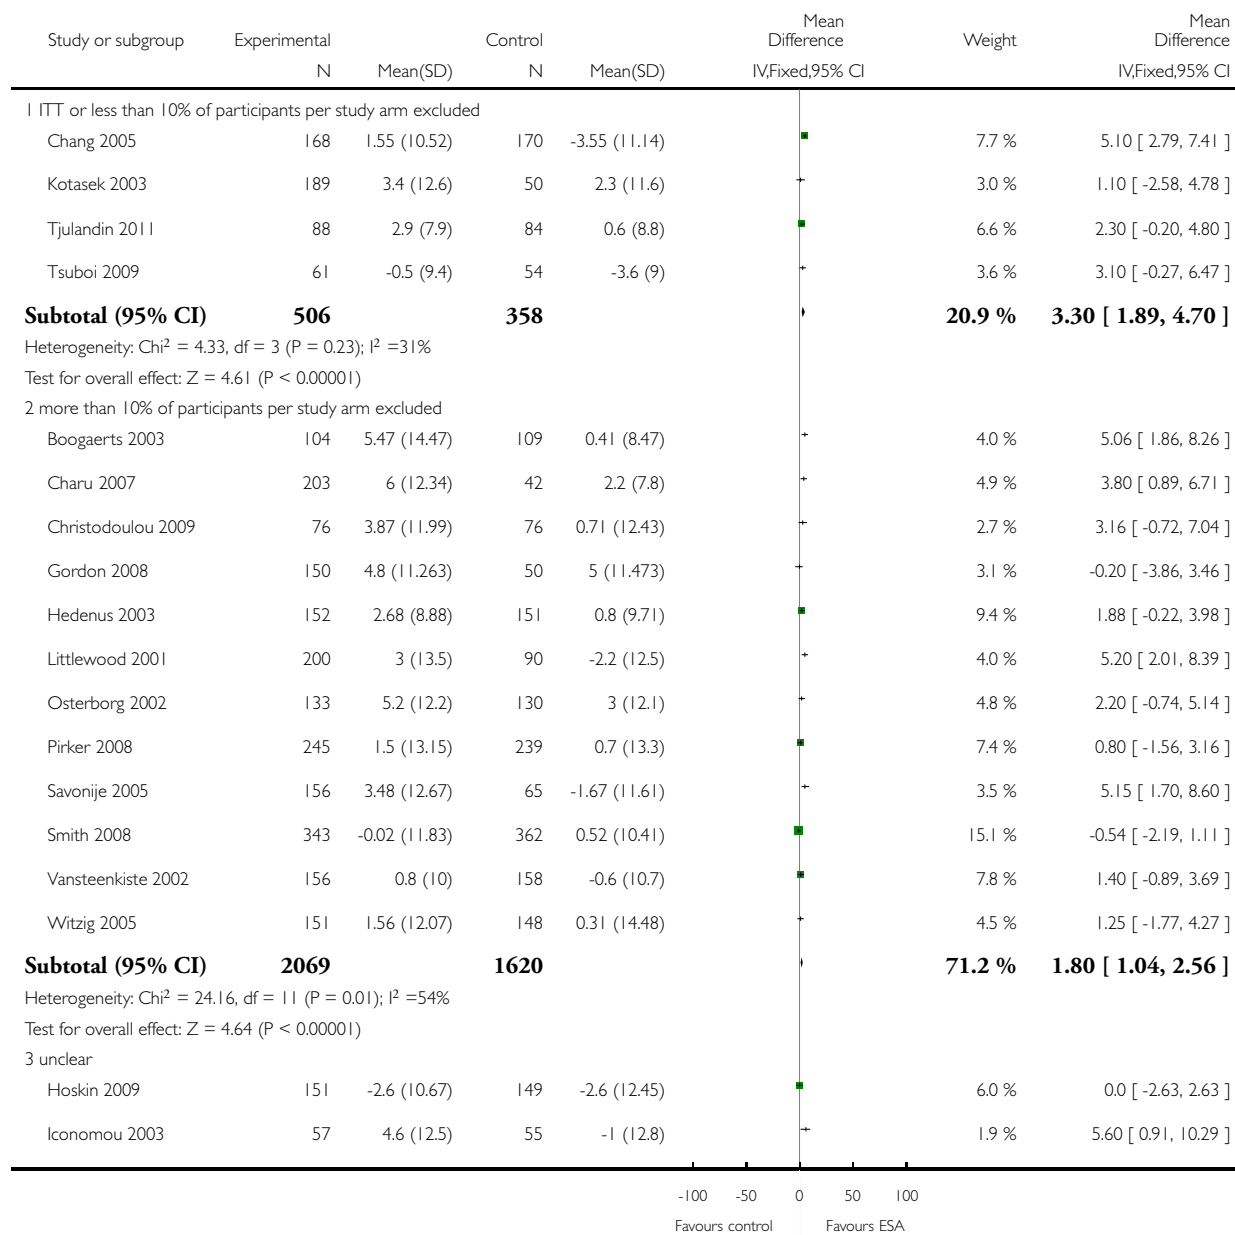 Study or subgroup Experimental Control Mean Difference Weight Mean Difference
N Mean(SD) N Mean(SD) IV,Fixed,95% CI IV,Fixed,95% CI
1 ITT or less than 10% of participants per study arm excluded
Chang 2005 168 1.55 (10.52) 170 -3.55 (11.14) 7.7 % 5.10 [ 2.79, 7.41 ]
Kotasek 2003 189 3.4 (12.6) 50 2.3 (11.6) 3.0 % 1.10 [ -2.58, 4.78 ]
Tjulandin 2011 88 2.9 (7.9) 84 0.6 (8.8) 6.6 % 2.30 [ -0.20, 4.80 ]
Tsuboi 2009 61 -0.5 (9.4) 54 -3.6 (9) 3.6 % 3.10 [ -0.27, 6.47 ]
Subtotal (95% CI) 506 358 20.9 % 3.30 [ 1.89, 4.70 ]
Heterogeneity: Chi² = 4.33, df = 3 (P = 0.23); I² =31%
Test for overall effect: Z = 4.61 (P < 0.00001)
2 more than 10% of participants per study arm excluded
Boogaerts 2003 104 5.47 (14.47) 109 0.41 (8.47) 4.0 % 5.06 [ 1.86, 8.26 ]
Charu 2007 203 6 (12.34) 42 2.2 (7.8) 4.9 % 3.80 [ 0.89, 6.71 ]
Christodoulou 2009 76 3.87 (11.99) 76 0.71 (12.43) 2.7 % 3.16 [ -0.72, 7.04 ]
Gordon 2008 150 4.8 (11.263) 50 5 (11.473) 3.1 % -0.20 [ -3.86, 3.46 ]
Hedenus 2003 152 2.68 (8.88) 151 0.8 (9.71) 9.4 % 1.88 [ -0.22, 3.98 ]
Littlewood 2001 200 3 (13.5) 90 -2.2 (12.5) 4.0 % 5.20 [ 2.01, 8.39 ]
Osterborg 2002 133 5.2 (12.2) 130 3 (12.1) 4.8 % 2.20 [ -0.74, 5.14 ]
Pirker 2008 245 1.5 (13.15) 239 0.7 (13.3) 7.4 % 0.80 [ -1.56, 3.16 ]
Savonije 2005 156 3.48 (12.67) 65 -1.67 (11.61) 3.5 % 5.15 [ 1.70, 8.60 ]
Smith 2008 343 -0.02 (11.83) 362 0.52 (10.41) 15.1 % -0.54 [ -2.19, 1.11 ]
Vansteenkiste 2002 156 0.8 (10) 158 -0.6 (10.7) 7.8 % 1.40 [ -0.89, 3.69 ]
Witzig 2005 151 1.56 (12.07) 148 0.31 (14.48) 4.5 % 1.25 [ -1.77, 4.27 ]
Subtotal (95% CI) 2069 1620 71.2 % 1.80 [ 1.04, 2.56 ]
Heterogeneity: Chi² = 24.16, df = 11 (P = 0.01); I² =54%
Test for overall effect: Z = 4.64 (P < 0.00001)
3 unclear
Hoskin 2009 151 -2.6 (10.67) 149 -2.6 (12.45) 6.0 % 0.0 [ -2.63, 2.63 ]
Iconomou 2003 57 4.6 (12.5) 55 -1 (12.8) 1.9 % 5.60 [ 0.91, 10.29 ]
-100 -50 0 50 100
Favours control Favours ESA